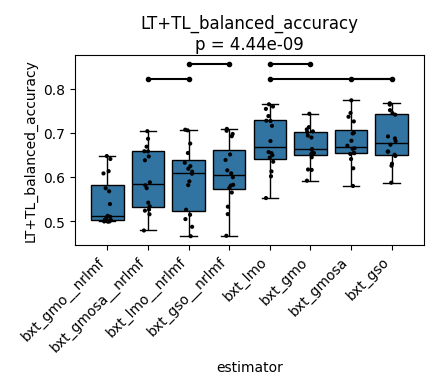 LT+TL_balanced_accuracy
p = 4.44e-09
LT+TL_balanced_accuracy
0.8
0.7
0.6
0.5
bxt_gmo__nrlmf
bxt_gmosa__nrlmf
bxt_lmo__nrlmf
bxt_gso__nrlmf
bxt_lmo
bxt_gmo
bxt_gmosa
bxt_gso
estimator